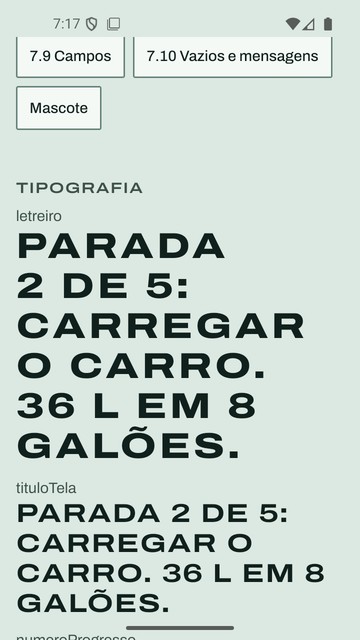 7:17
7.9 Campos
7.10 Vazios e mensagens
Mascote
TIPOGRAFIA
letreiro
PARADA
2 DE 5:
CARREGAR
O CARRO.
36 L EM 8
GALÕES.
tituloTela
PARADA 2 DE 5:
CARREGAR O
CARRO. 36 L EM 8
GALÕES.
numeroProgresso